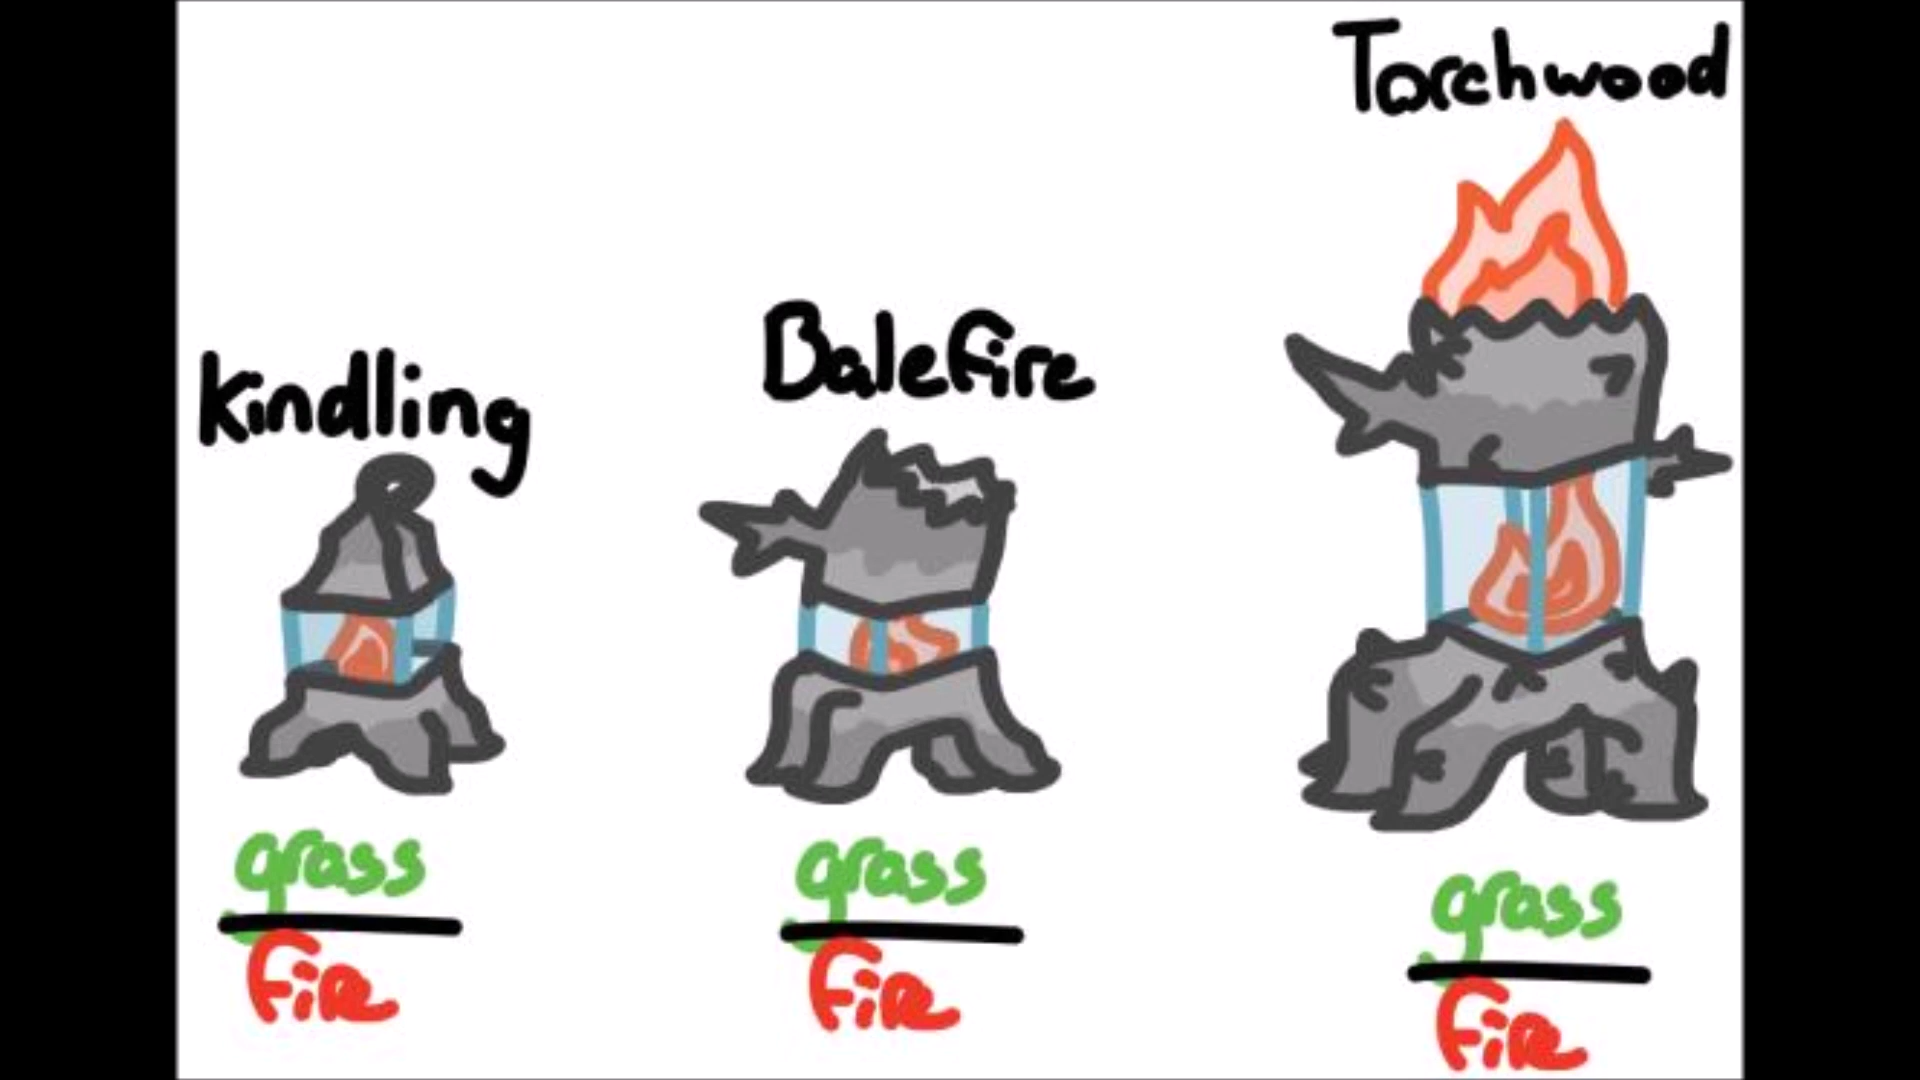 Kindling
grass
fire
Balefire
grass
fire
Torchwood
grass
fire